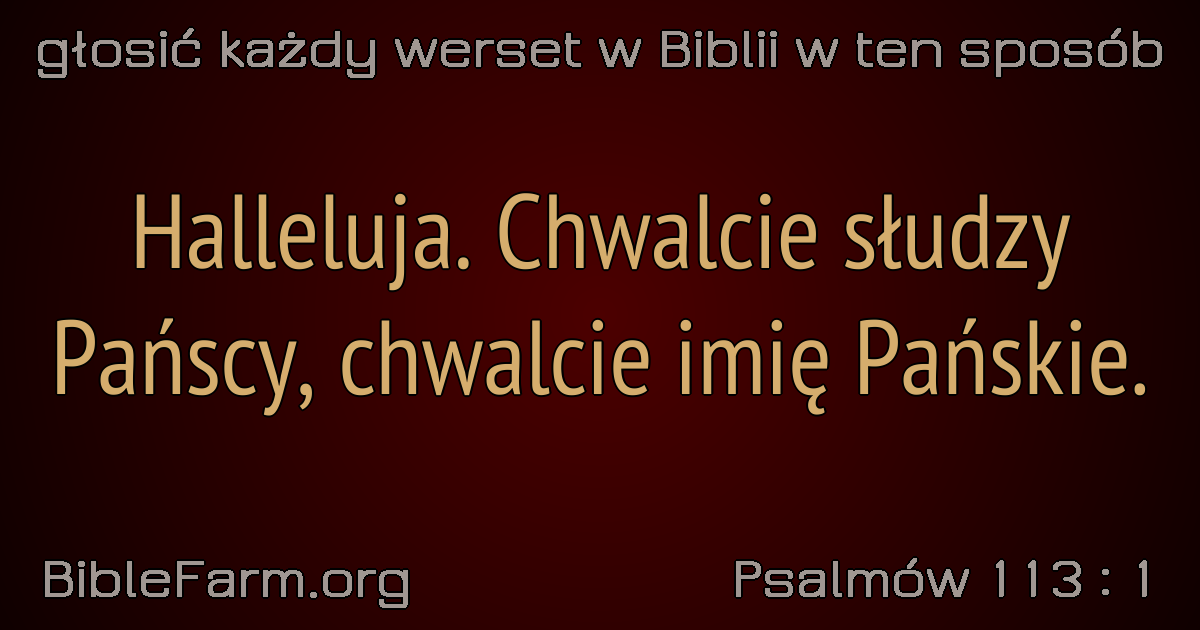 głosić każdy werset w Biblii w ten sposób
Halleluja. Chwalcie słudzy
Pańscy, chwalcie imię Pańskie.
BibleFarm.org
Psalmów 113 : 1